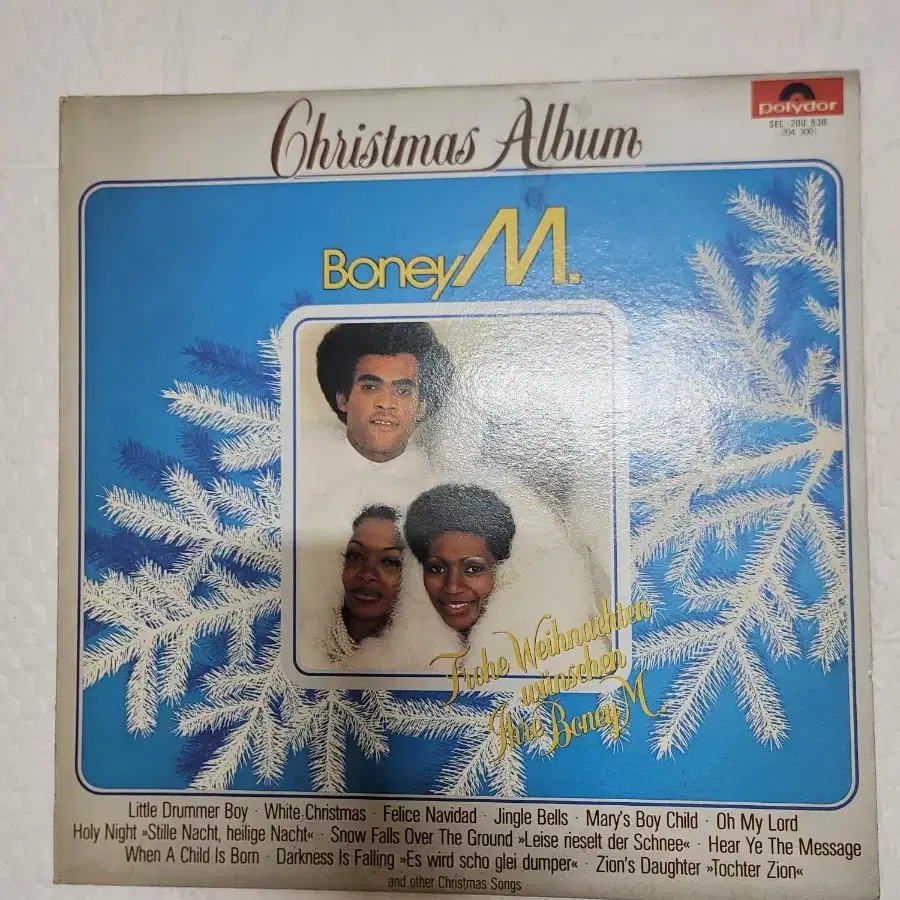 Christmas Album
polydor
SEL-200 530
204 300
Boney M.
Frohe Weihnachten
wünschen
Ihre Boney M.
Little Drummer Boy · White Christmas · Felice Navidad · Jingle Bells · Mary's Boy Child · Oh My Lord
Holy Night »Stille Nacht, heilige Nacht« · Snow Falls Over The Ground »Leise rieselt der Schnee« · Hear Ye The Message
When A Child Is Born · Darkness Is Falling »Es wird scho glei dumper« · Zion's Daughter »Tochter Zion«
and other Christmas Songs